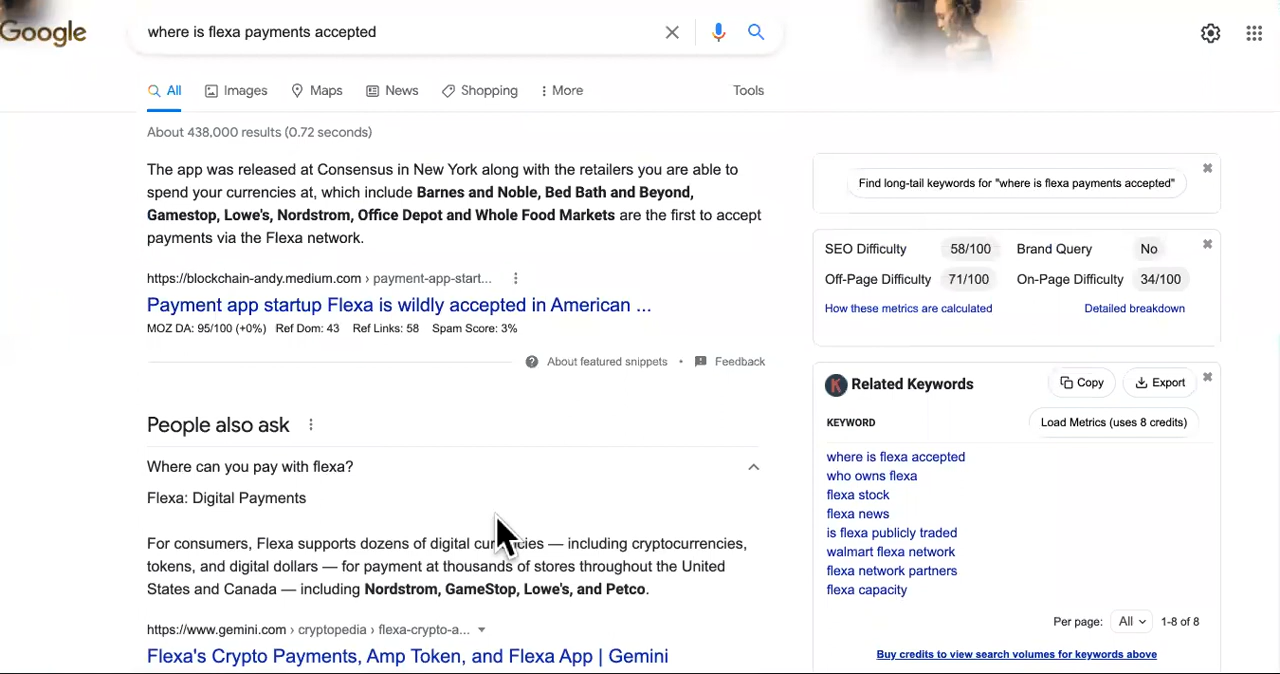 Google
where is flexa payments accepted
All
Images
Maps
News
Shopping
More
Tools
About 438,000 results (0.72 seconds)
The app was released at Consensus in New York along with the retailers you are able to
spend your currencies at, which include Barnes and Noble, Bed Bath and Beyond,
Gamestop, Lowe's, Nordstrom, Office Depot and Whole Food Markets are the first to accept
payments via the Flexa network.
https://blockchain-andy.medium.com › payment-app-start...
Payment app startup Flexa is wildly accepted in American ...
MOZ DA: 95/100 (+0%) Ref Dom: 43 Ref Links: 58 Spam Score: 3%
About featured snippets • Feedback
People also ask
Where can you pay with flexa?
Flexa: Digital Payments
For consumers, Flexa supports dozens of digital currencies — including cryptocurrencies,
tokens, and digital dollars — for payment at thousands of stores throughout the United
States and Canada — including Nordstrom, GameStop, Lowe's, and Petco.
https://www.gemini.com › cryptopedia › flexa-crypto-a...
Flexa's Crypto Payments, Amp Token, and Flexa App | Gemini
Find long-tail keywords for "where is flexa payments accepted"
SEO Difficulty 58/100 Brand Query No
Off-Page Difficulty 71/100 On-Page Difficulty 34/100
How these metrics are calculated Detailed breakdown
K Related Keywords Copy Export
KEYWORD Load Metrics (uses 8 credits)
where is flexa accepted
who owns flexa
flexa stock
flexa news
is flexa publicly traded
walmart flexa network
flexa network partners
flexa capacity
Per page: All 1-8 of 8
Buy credits to view search volumes for keywords above